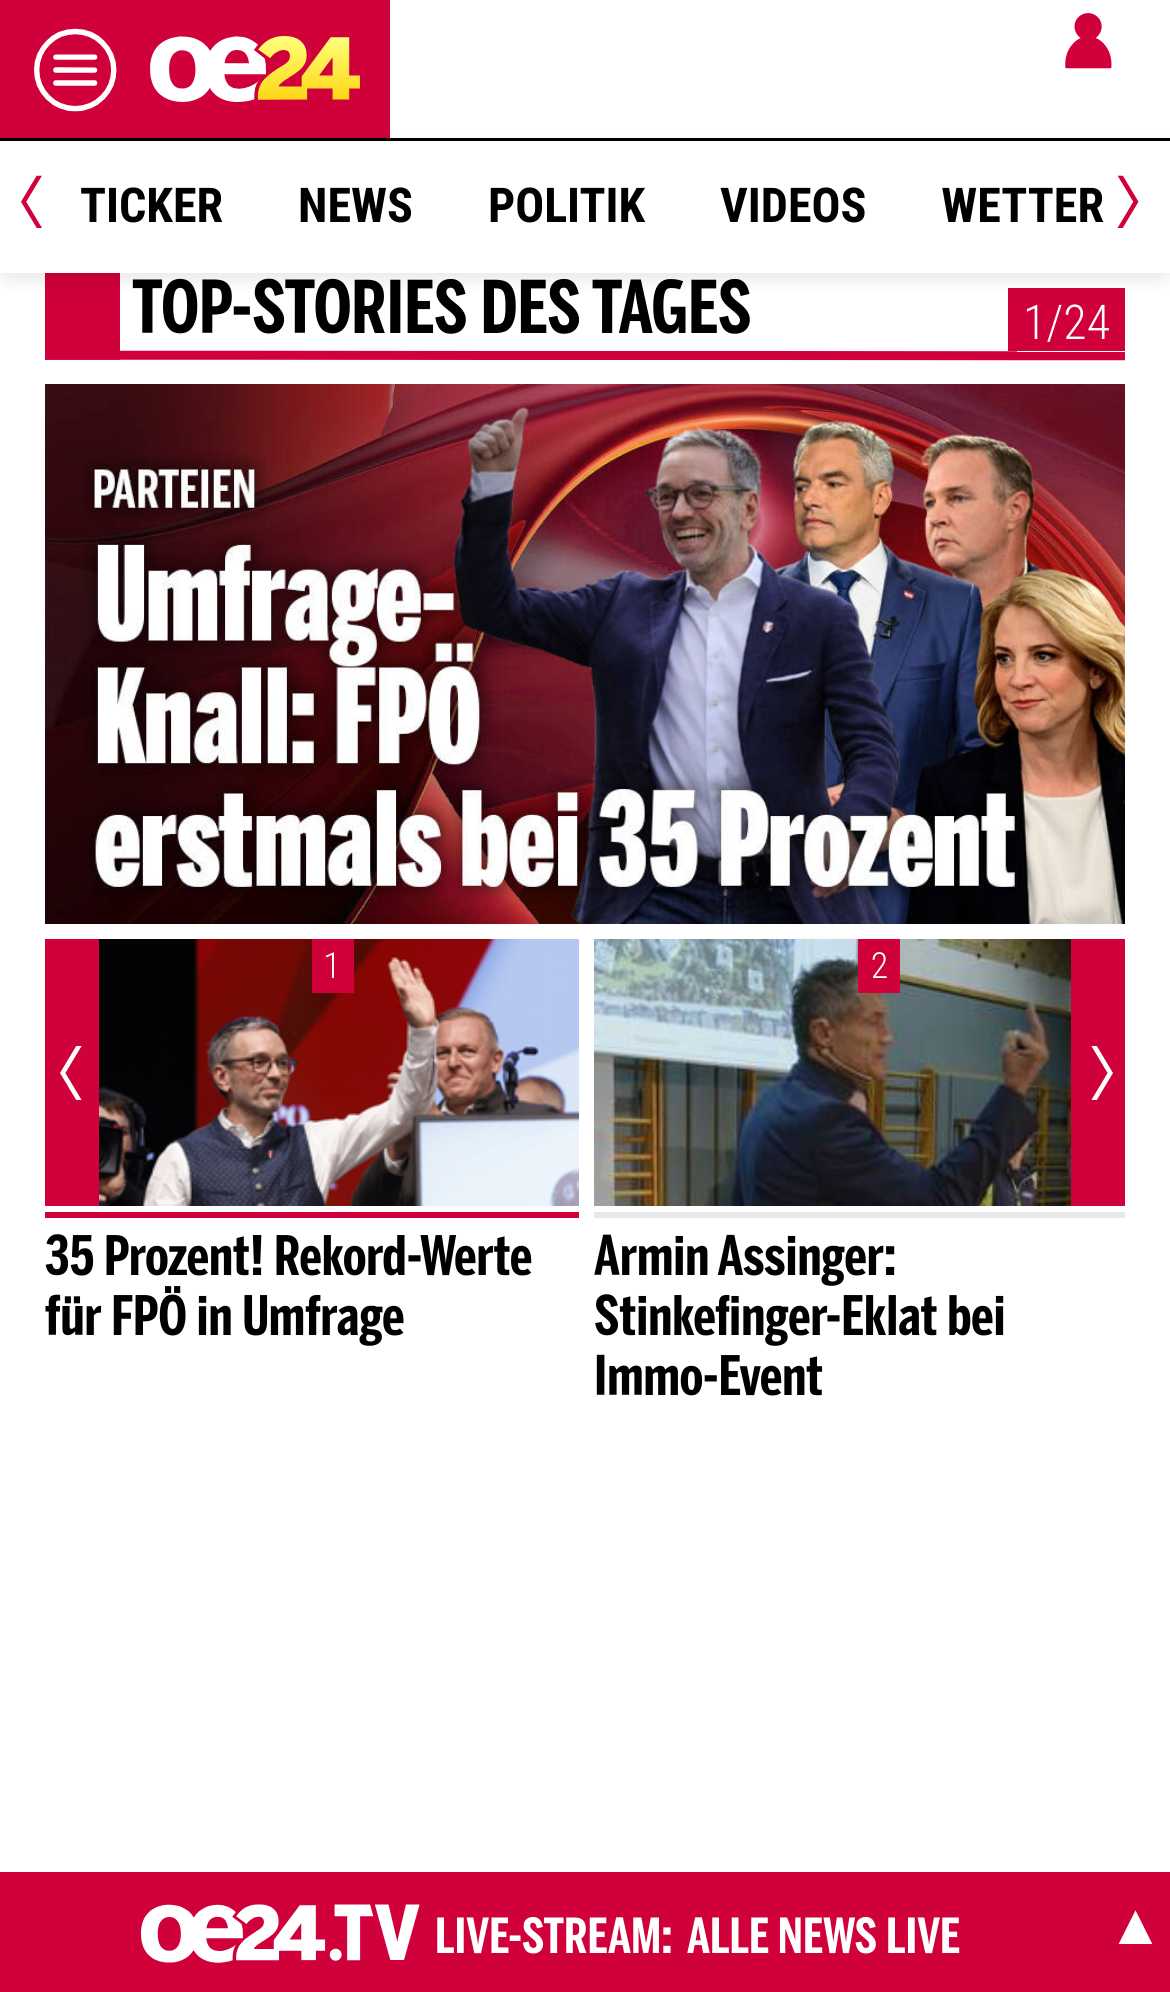 oe24
TICKER NEWS POLITIK VIDEOS WETTER
TOP-STORIES DES TAGES
1/24
PARTEIEN
Umfrage-
Knall: FPÖ
erstmals bei 35 Prozent
1
2
35 Prozent! Rekord-Werte
für FPÖ in Umfrage
Armin Assinger:
Stinkefinger-Eklat bei
Immo-Event
oe24.TV LIVE-STREAM: ALLE NEWS LIVE